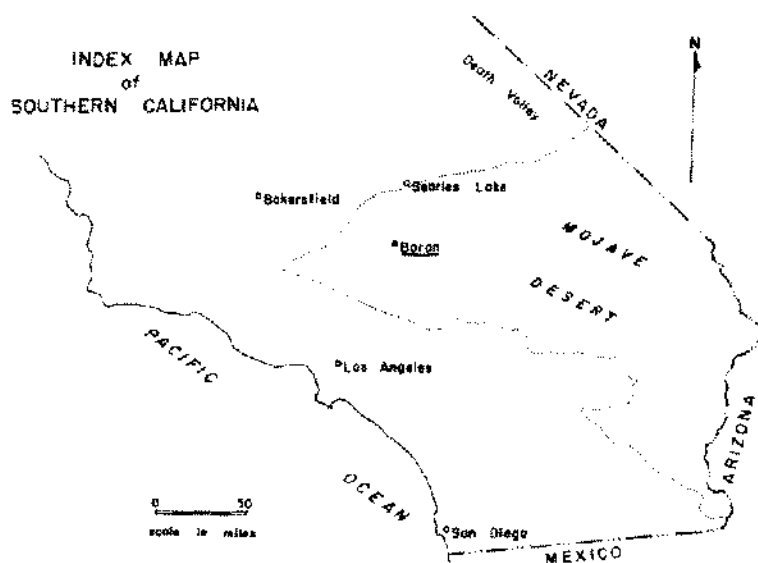 INDEX MAP
of
SOUTHERN CALIFORNIA
N
Death Valley
NEVADA
Searles Lake
Bakersfield
Boron
MOJAVE
DESERT
PACIFIC
OCEAN
Los Angeles
ARIZONA
San Diego
MEXICO
0 50
scale in miles